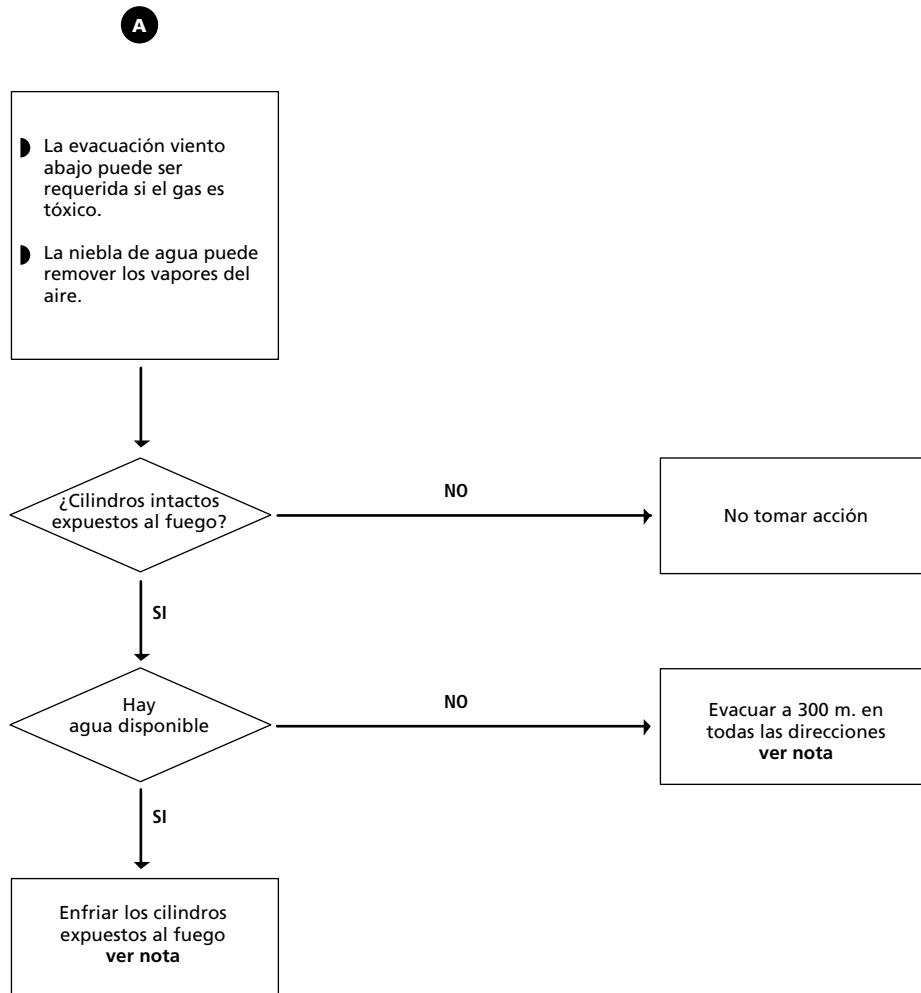 A
La evacuación viento
abajo puede ser
requerida si el gas es
tóxico.
La niebla de agua puede
remover los vapores del
aire.
¿Cilindros intactos
expuestos al fuego?
NO
No tomar acción
SI
Hay
agua disponible
NO
Evacuar a 300 m. en
todas las direcciones
ver nota
SI
Enfriar los cilindros
expuestos al fuego
ver nota